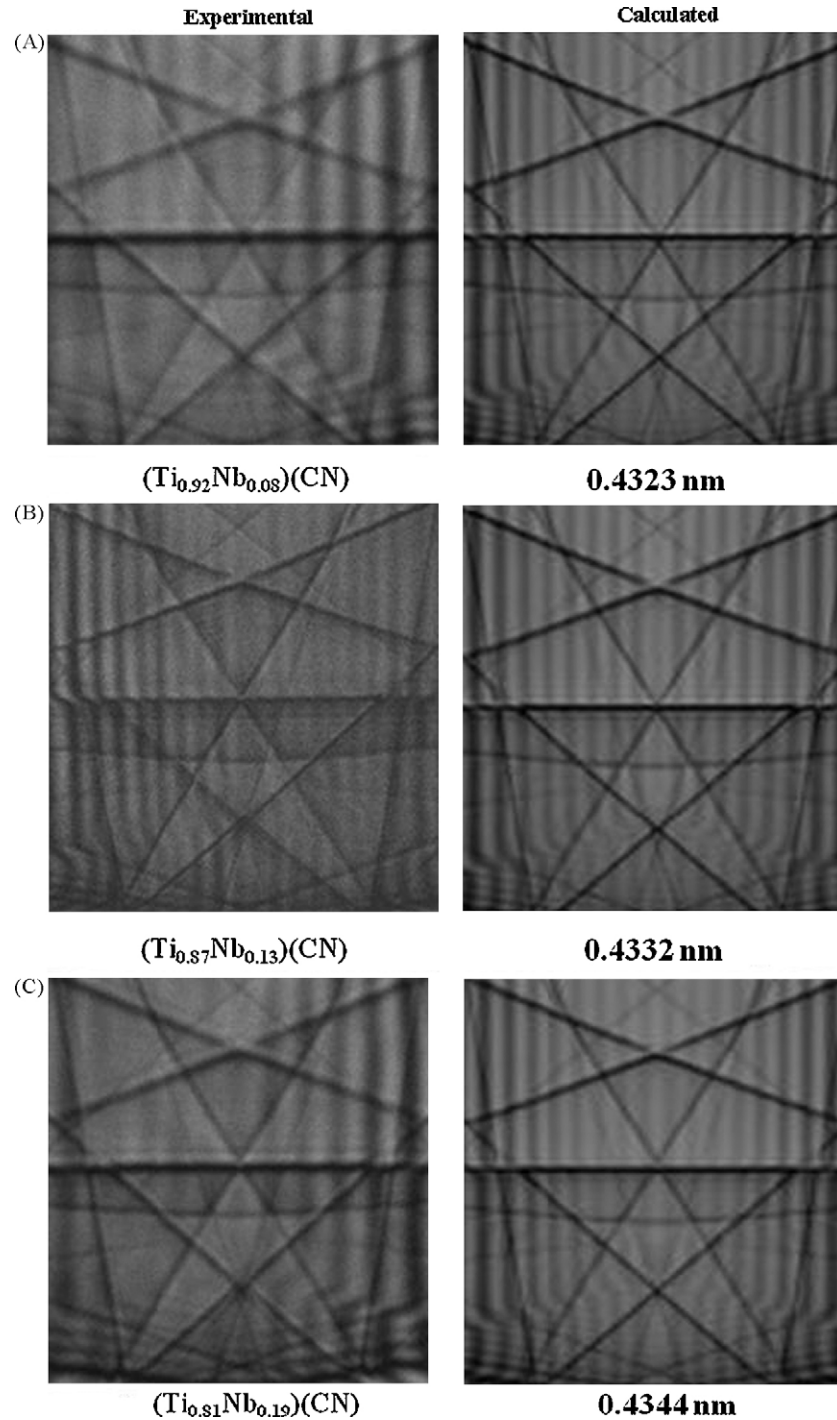 Experimental Calculated
(A)
(Ti₀.₉₂Nb₀.₀₈)(CN) 0.4323 nm
(B)
(Ti₀.₈₇Nb₀.₁₃)(CN) 0.4332 nm
(C)
(Ti₀.₈₁Nb₀.₁₉)(CN) 0.4344 nm